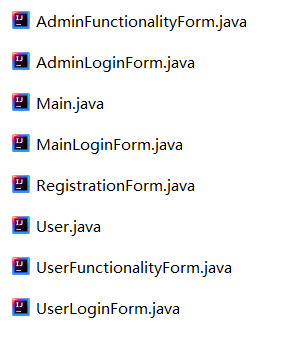 AdminFunctionalityForm.java
AdminLoginForm.java
Main.java
MainLoginForm.java
RegistrationForm.java
User.java
UserFunctionalityForm.java
UserLoginForm.java